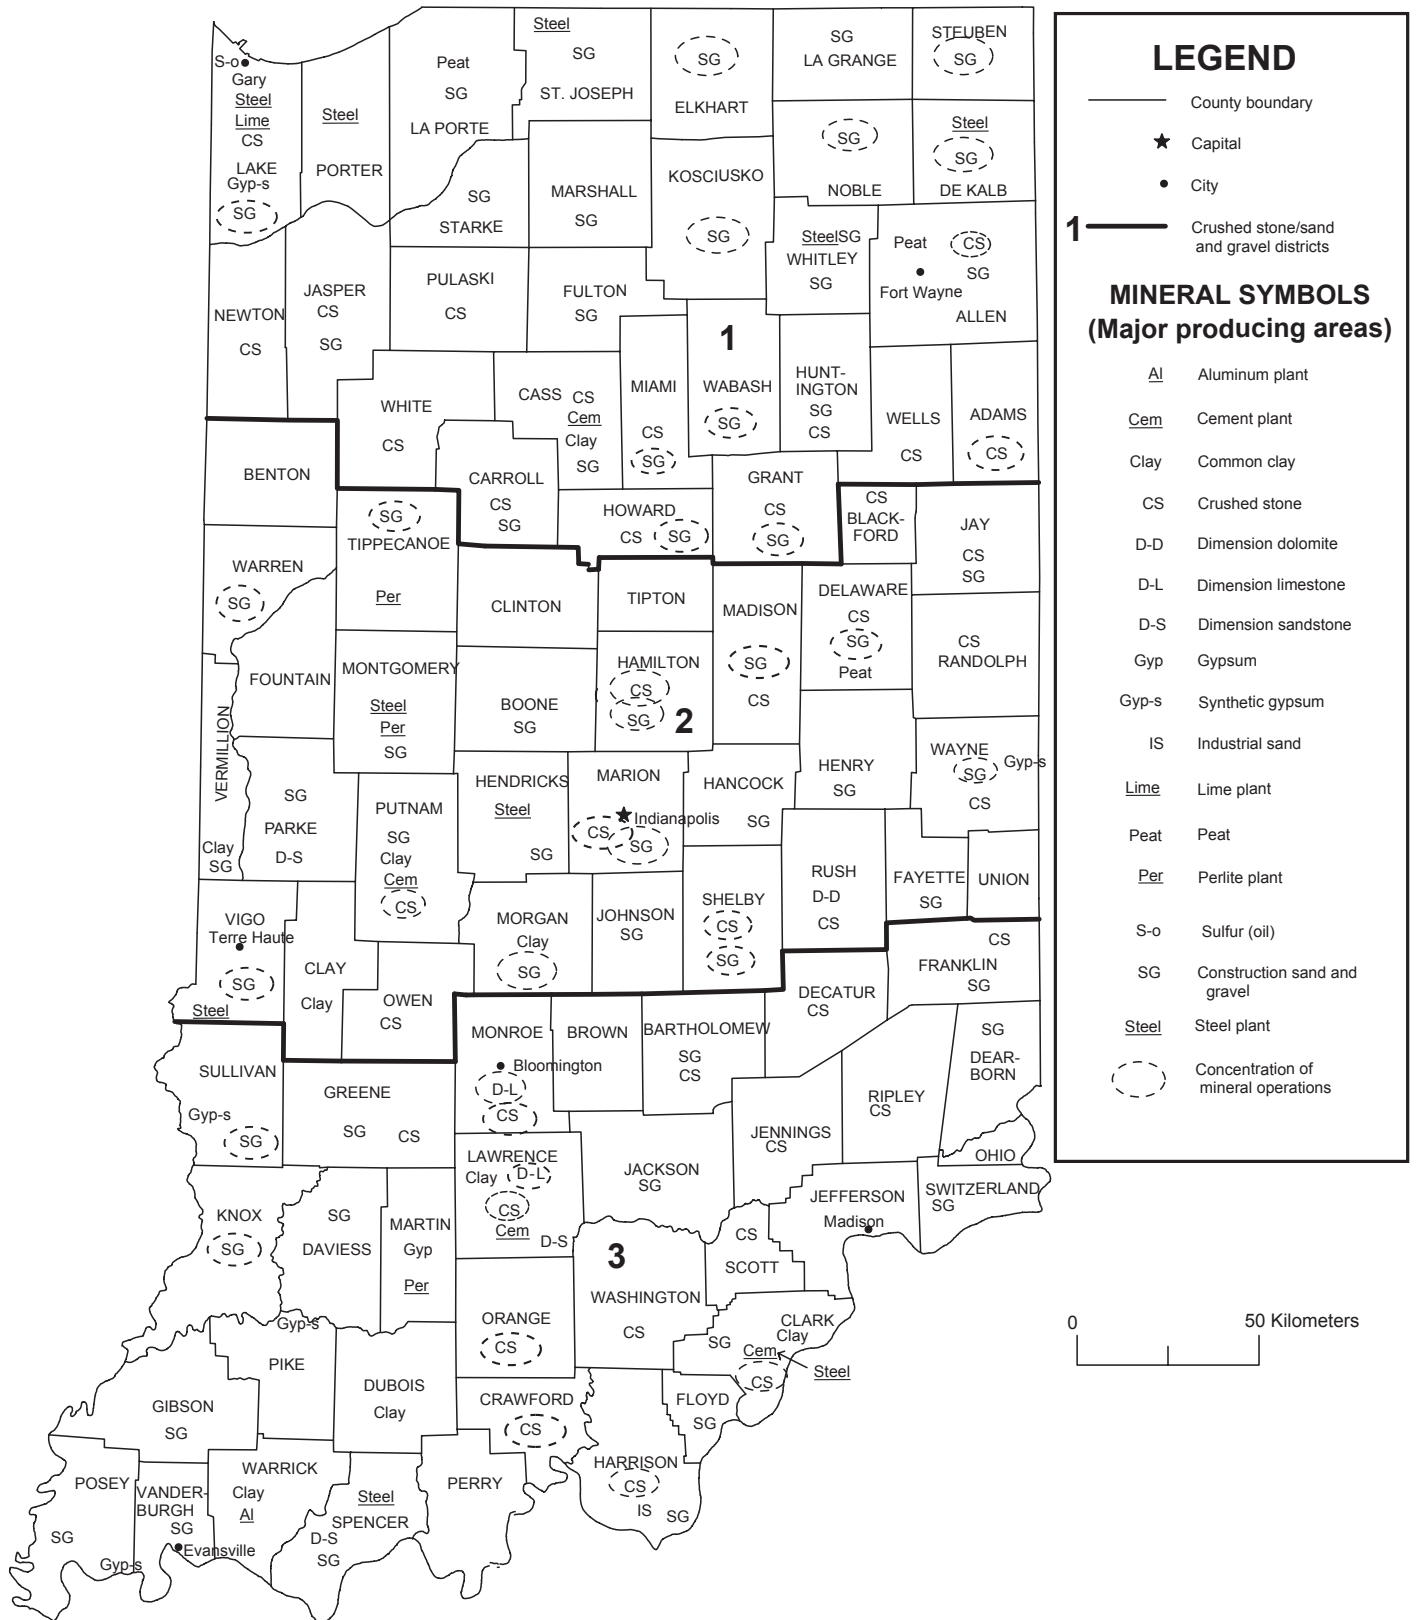 S-o
Gary
Steel
Lime
CS
LAKE
Gyp-s
SG
Steel
PORTER
Peat
SG
LA PORTE
Steel
SG
ST. JOSEPH
SG
ELKHART
SG
LA GRANGE
STEUBEN
SG
SG
NOBLE
Steel
SG
DE KALB
SG
STARKE
MARSHALL
SG
KOSCIUSKO
SG
SteelSG
WHITLEY
SG
Peat
CS
SG
Fort Wayne
ALLEN
NEWTON
CS
JASPER
CS
SG
PULASKI
CS
FULTON
SG
1
WABASH
SG
MIAMI
CS
SG
HUNT-
INGTON
SG
CS
WELLS
CS
ADAMS
CS
WHITE
CS
CASS CS
Cem
Clay
SG
CARROLL
CS
SG
HOWARD
CS SG
GRANT
CS
SG
BENTON
SG
TIPPECANOE
Per
CS
BLACK-
FORD
JAY
CS
SG
WARREN
SG
FOUNTAIN
CLINTON
TIPTON
MADISON
SG
CS
DELAWARE
CS
SG
Peat
CS
RANDOLPH
MONTGOMERY
Steel
Per
SG
BOONE
SG
HAMILTON
CS
SG
2
VERMILLION
Clay
SG
SG
PARKE
D-S
PUTNAM
SG
Clay
Cem
CS
HENDRICKS
Steel
SG
MARION
Indianapolis
CS
SG
HANCOCK
SG
HENRY
SG
WAYNE
SG
Gyp-s
CS
RUSH
D-D
CS
FAYETTE
SG
UNION
VIGO
Terre Haute
SG
Steel
CLAY
Clay
OWEN
CS
MORGAN
Clay
SG
JOHNSON
SG
SHELBY
CS
SG
DECATUR
CS
CS
FRANKLIN
SG
SULLIVAN
Gyp-s
SG
GREENE
SG CS
MONROE
Bloomington
D-L
CS
BROWN
BARTHOLOMEW
SG
CS
SG
DEAR-
BORN
RIPLEY
CS
JENNINGS
CS
OHIO
LAWRENCE
Clay D-L
CS
Cem
D-S
JACKSON
SG
JEFFERSON
Madison
SWITZERLAND
SG
KNOX
SG
SG
DAVIESS
MARTIN
Gyp
Per
3
WASHINGTON
CS
CS
SCOTT
ORANGE
CS
CLARK
Clay
SG
Cem
CS
Steel
Gyp-s
PIKE
DUBOIS
Clay
CRAWFORD
CS
FLOYD
SG
GIBSON
SG
HARRISON
CS
IS
SG
POSEY
SG
Gyp-s
VANDER-
BURGH
SG
Evansville
WARRICK
Clay
Al
Steel
SPENCER
D-S
SG
PERRY
LEGEND
County boundary
Capital
City
1
Crushed stone/sand
and gravel districts
MINERAL SYMBOLS
(Major producing areas)
Al Aluminum plant
Cem Cement plant
Clay Common clay
CS Crushed stone
D-D Dimension dolomite
D-L Dimension limestone
D-S Dimension sandstone
Gyp Gypsum
Gyp-s Synthetic gypsum
IS Industrial sand
Lime Lime plant
Peat Peat
Per Perlite plant
S-o Sulfur (oil)
SG Construction sand and
gravel
Steel Steel plant
Concentration of
mineral operations
0 50 Kilometers